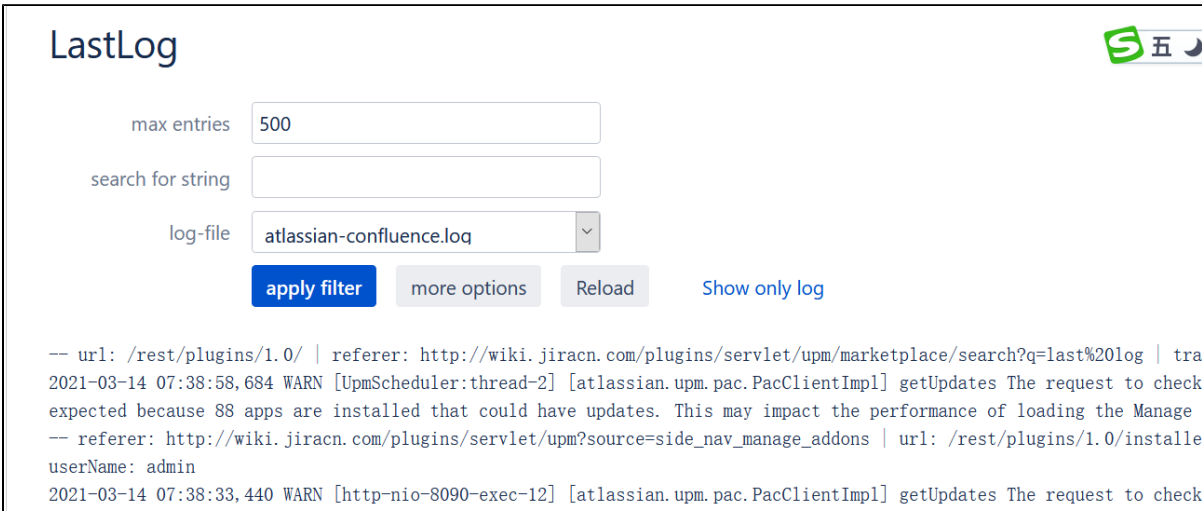 LastLog
五
max entries 500
search for string
log-file atlassian-confluence.log
apply filter more options Reload Show only log
-- url: /rest/plugins/1.0/ | referer: http://wiki.jiracn.com/plugins/servlet/upm/marketplace/search?q=last%20log | tra
2021-03-14 07:38:58,684 WARN [UpmScheduler:thread-2] [atlassian.upm.pac.PacClientImpl] getUpdates The request to check
expected because 88 apps are installed that could have updates. This may impact the performance of loading the Manage
-- referer: http://wiki.jiracn.com/plugins/servlet/upm?source=side_nav_manage_addons | url: /rest/plugins/1.0/installe
userName: admin
2021-03-14 07:38:33,440 WARN [http-nio-8090-exec-12] [atlassian.upm.pac.PacClientImpl] getUpdates The request to check